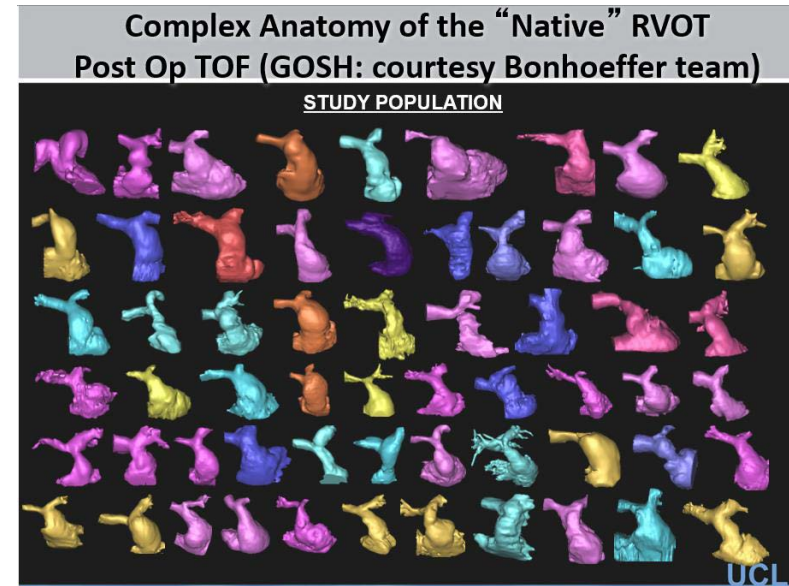 Complex Anatomy of the “Native” RVOT
Post Op TOF (GOSH: courtesy Bonhoeffer team)
STUDY POPULATION
UCL